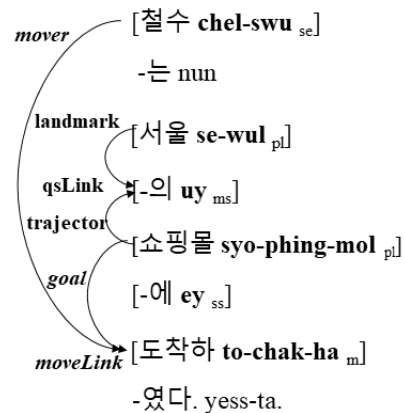 mover
[철수 chel-swu se]
-는 nun
landmark
[서울 se-wul pl]
qsLink
[-의 uy ms]
trajector
[쇼핑몰 syo-phing-mol pl]
goal
[-에 ey ss]
moveLink
[도착하 to-chak-ha m]
-였다. yess-ta.